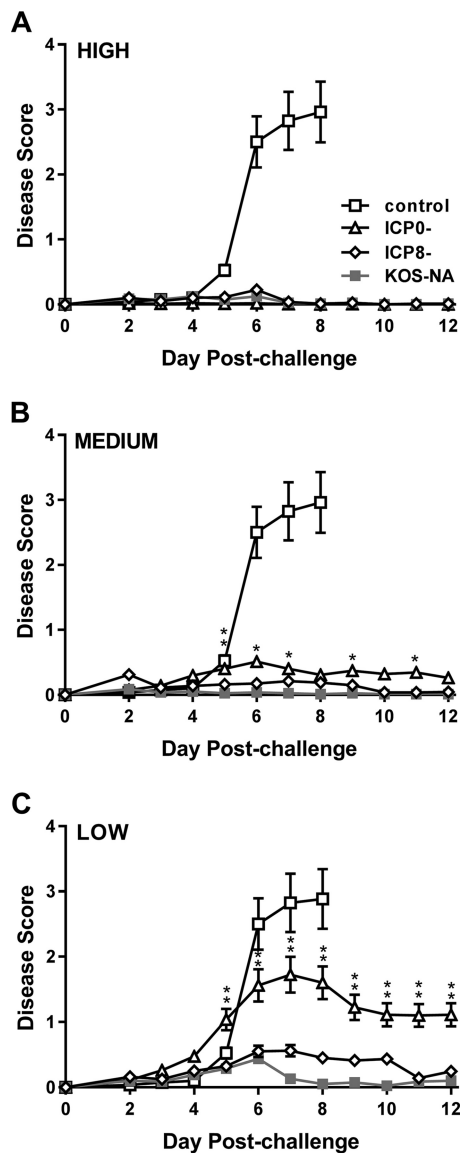 A
HIGH
4
3
2
1
0
Disease Score
control
ICP0-
ICP8-
KOS-NA
0 2 4 6 8 10 12
Day Post-challenge
B
MEDIUM
4
3
2
1
0
Disease Score
** * * * *
0 2 4 6 8 10 12
Day Post-challenge
C
LOW
4
3
2
1
0
Disease Score
** ** ** ** ** ** ** **
0 2 4 6 8 10 12
Day Post-challenge